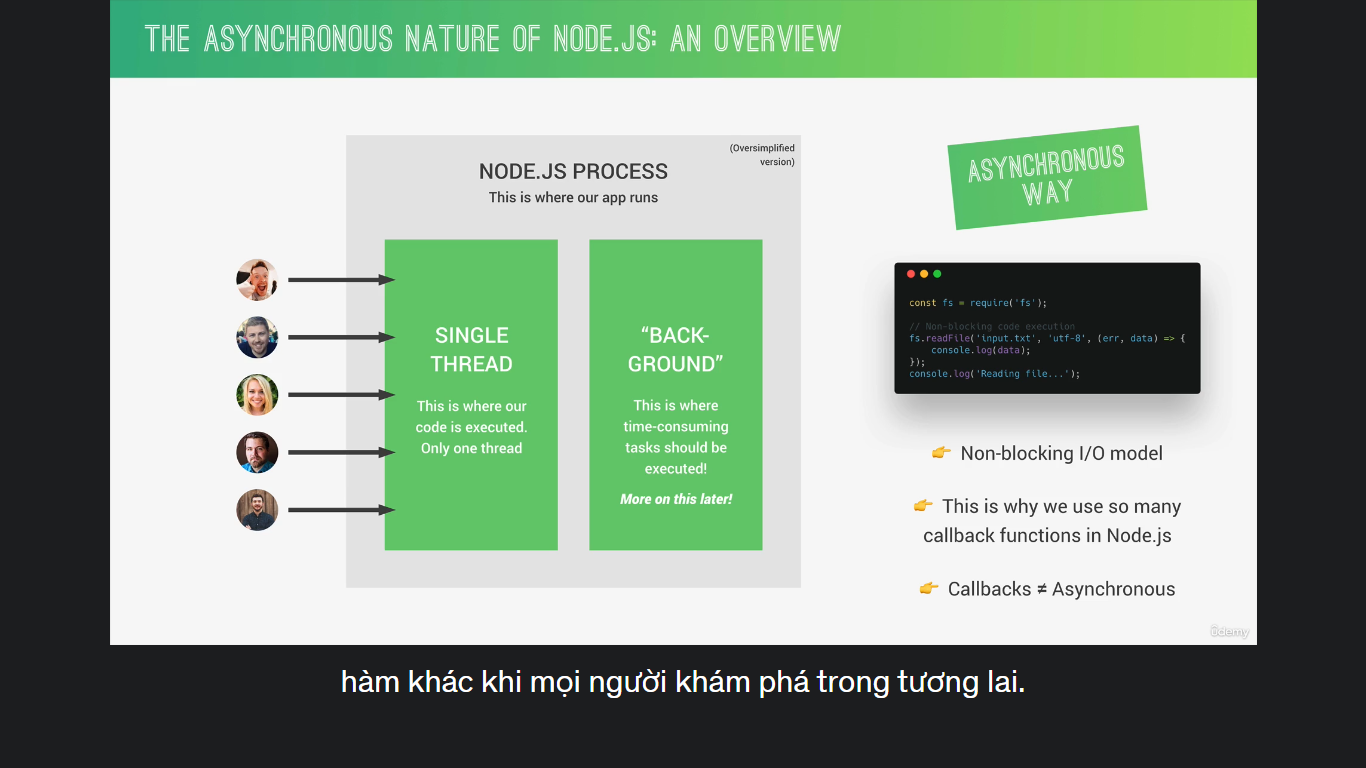 THE ASYNCHRONOUS NATURE OF NODE.JS: AN OVERVIEW
(Oversimplified
version)
NODE.JS PROCESS
This is where our app runs
SINGLE
THREAD
This is where our
code is executed.
Only one thread
“BACK-
GROUND”
This is where
time-consuming
tasks should be
executed!
More on this later!
ASYNCHRONOUS
WAY
const fs = require('fs');
// Non-blocking code execution
fs.readFile('input.txt', 'utf-8', (err, data) => {
    console.log(data);
});
console.log('Reading file...');
👉 Non-blocking I/O model
👉 This is why we use so many
callback functions in Node.js
👉 Callbacks ≠ Asynchronous
ûdemy
hàm khác khi mọi người khám phá trong tương lai.